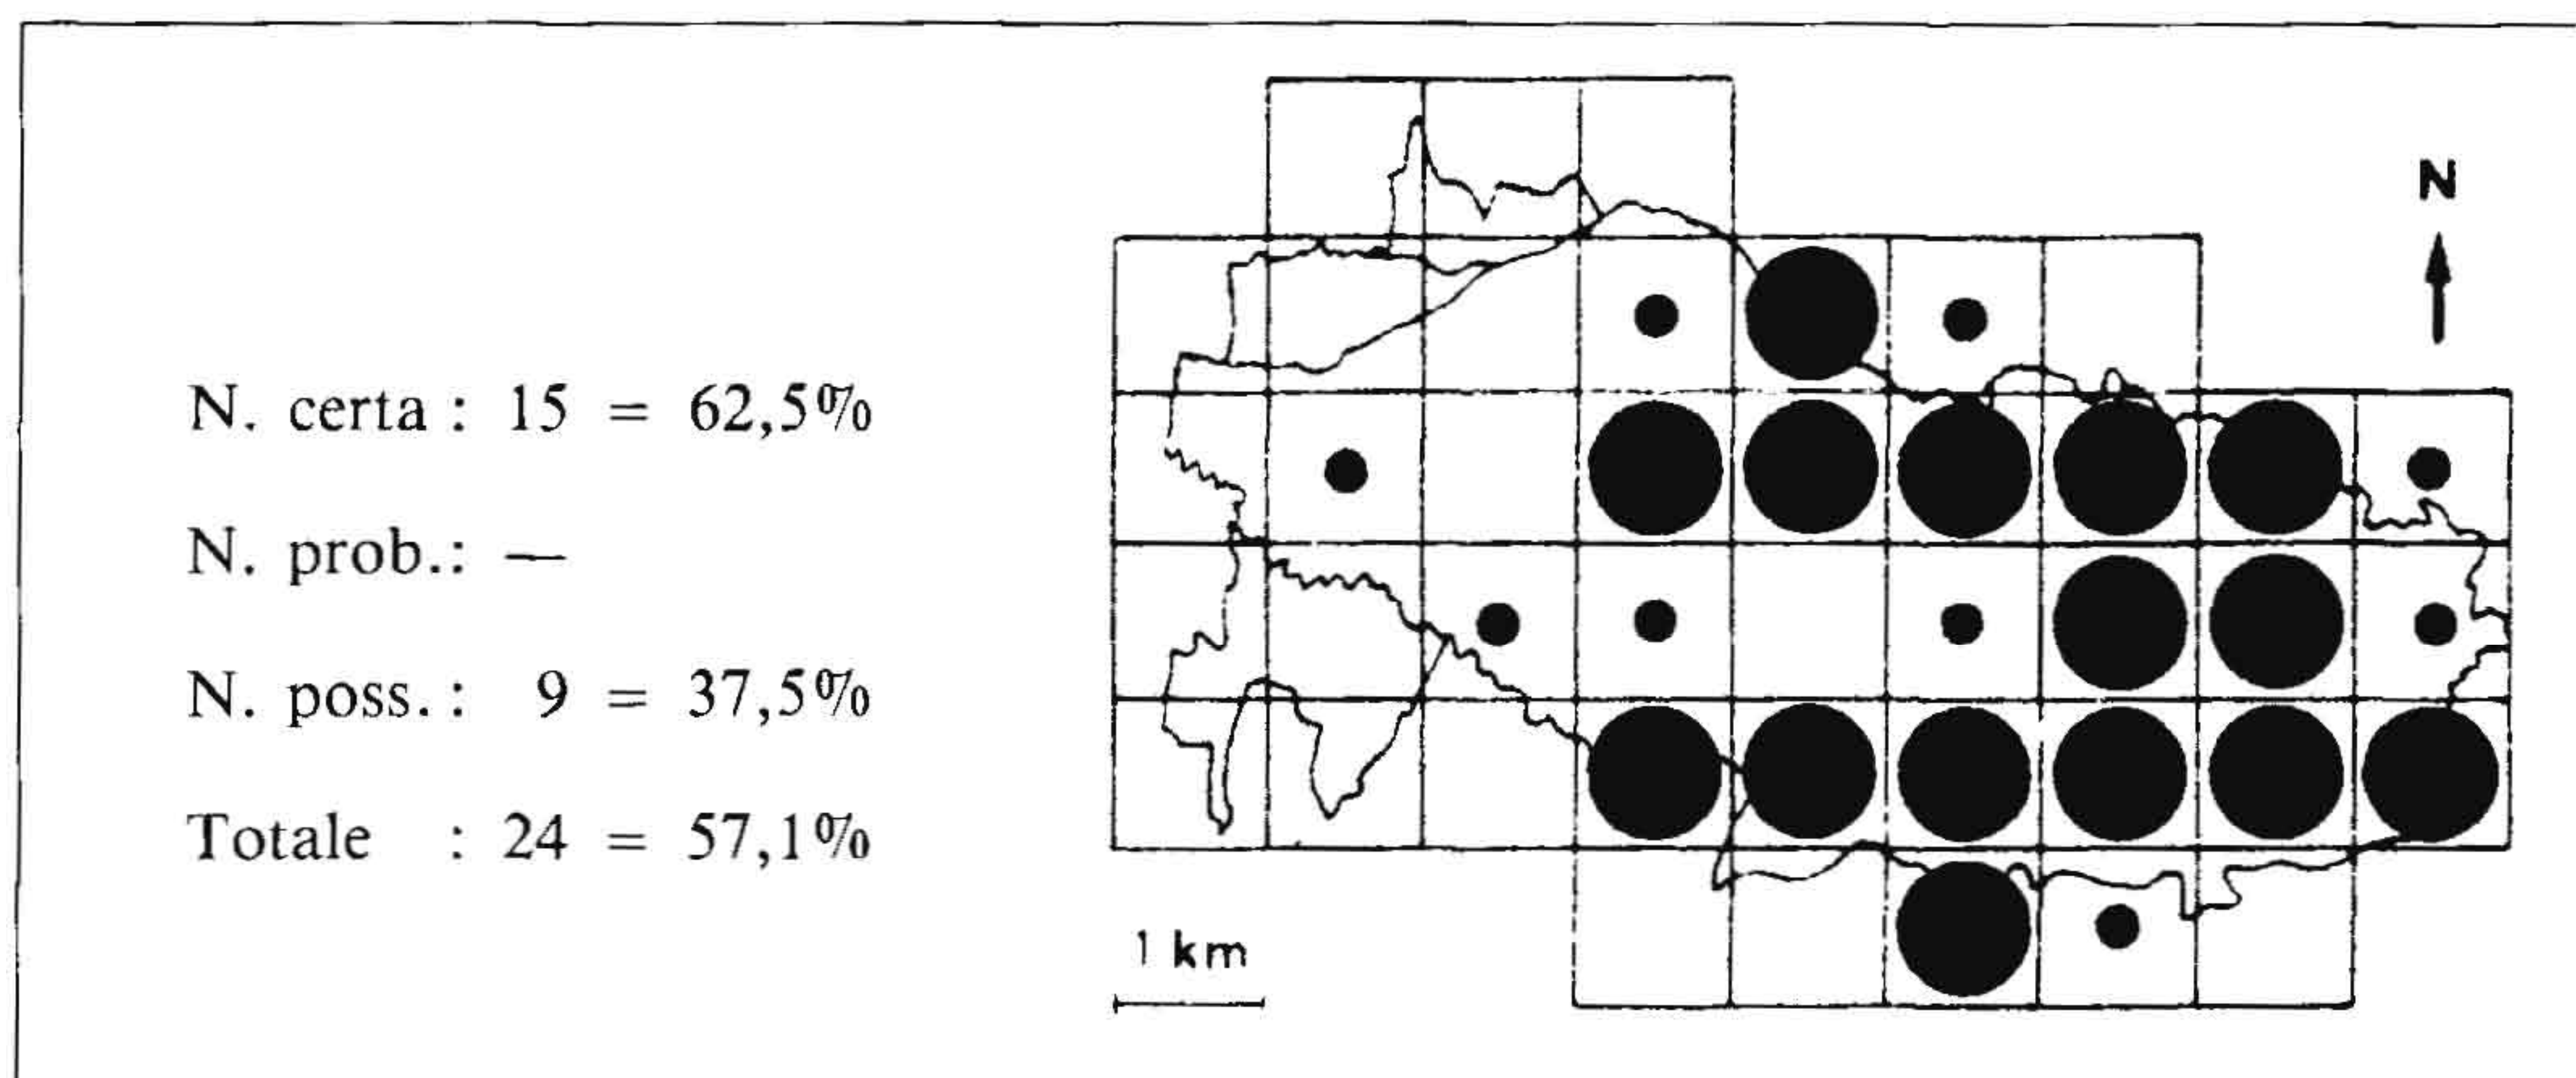 N. certa : 15 = 62,5%
N. prob.: —
N. poss. : 9 = 37,5%
Totale : 24 = 57,1%
N
1 km